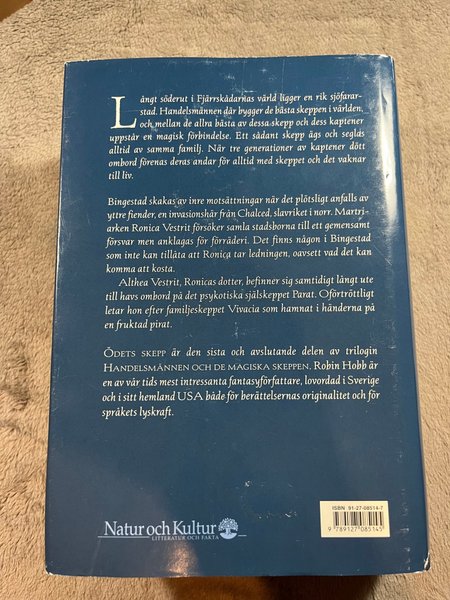 Långt söderut i Fjärrskådarnas värld ligger en rik sjöfarar-
stad. Handelsmännen där bygger de bästa skeppen i världen,
och mellan de allra bästa av dessa skepp och dess kaptener
uppstår en magisk förbindelse. Ett sådant skepp ägs och seglas
alltid av samma familj. När tre generationer av kaptener dött
ombord förenas deras andar för alltid med skeppet och det vaknar
till liv.
Bingestad skakas av inre motsättningar när det plötsligt anfalls av
yttre fiender, en invasionshär från Chalced, slavriket i norr. Matri-
arken Ronica Vestrit försöker samla stadsborna till ett gemensamt
försvar men anklagas för förräderi. Det finns någon i Bingestad
som inte kan tillåta att Ronica tar ledningen, oavsett vad det kan
komma att kosta.
Althea Vestrit, Ronicas dotter, befinner sig samtidigt långt ute
till havs ombord på det psykotiska själskeppet Parat. Oförtröttligt
letar hon efter familjeskeppet Vivacia som hamnat i händerna på
en fruktad pirat.
ÖDETS SKEPP är den sista och avslutande delen av trilogin
HANDELSMÄNNEN OCH DE MAGISKA SKEPPEN. Robin Hobb är
en av vår tids mest intressanta fantasyförfattare, lovordad i Sverige
och i sitt hemland USA både för berättelsernas originalitet och för
språkets lyskraft.
ISBN 91-27-08514-7
9789127085145
Natur och Kultur
LITTERATUR OCH FAKTA